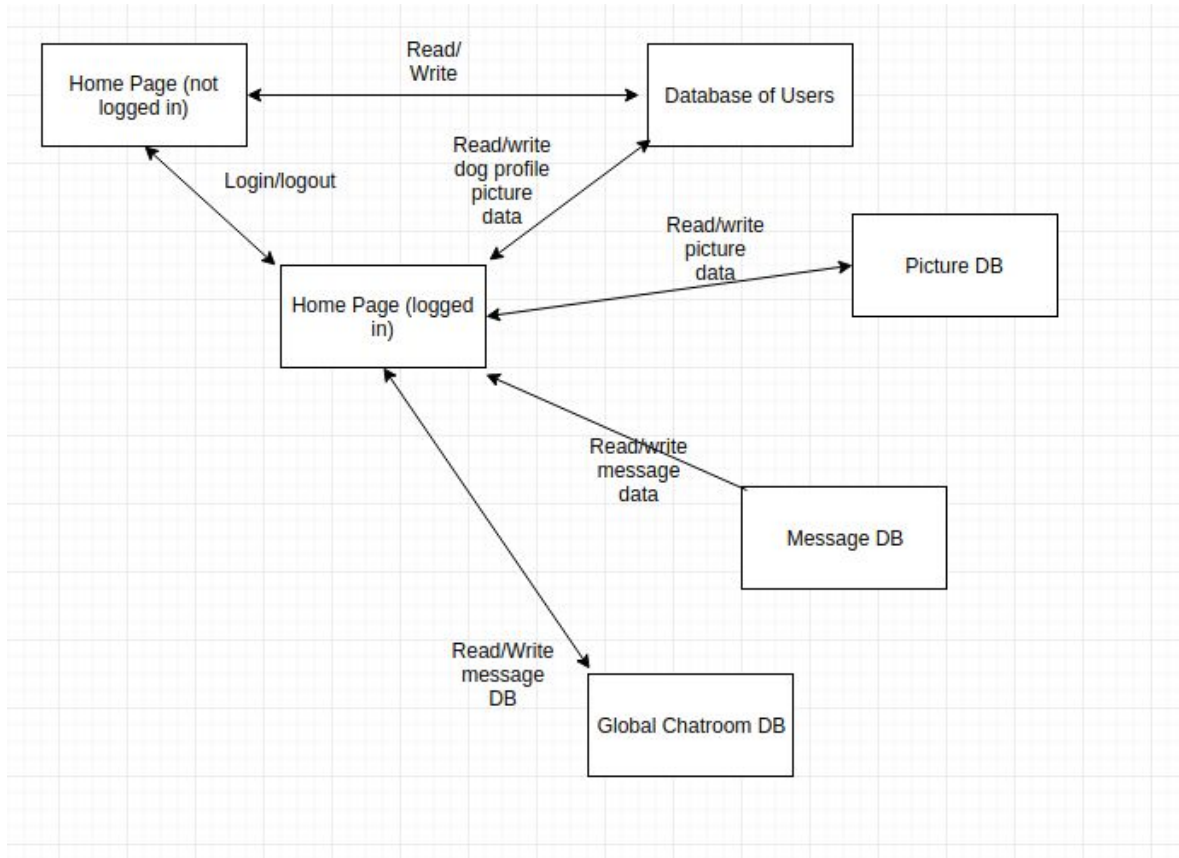 Home Page (not
logged in)
Read/
Write
Database of Users
Login/logout
Read/write
dog profile
picture
data
Read/write
picture
data
Picture DB
Home Page (logged
in)
Read/write
message
data
Message DB
Read/Write
message
DB
Global Chatroom DB